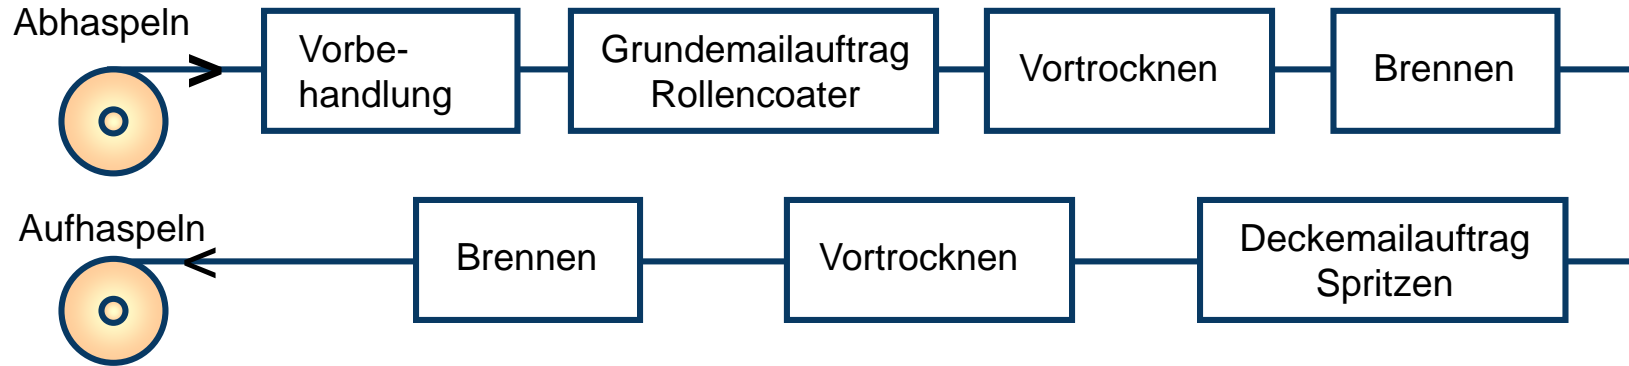 Abhaspeln
Vorbe-
handlung
Grundemailauftrag
Rollencoater
Vortrocknen
Brennen
Aufhaspeln
Brennen
Vortrocknen
Deckemailauftrag
Spritzen